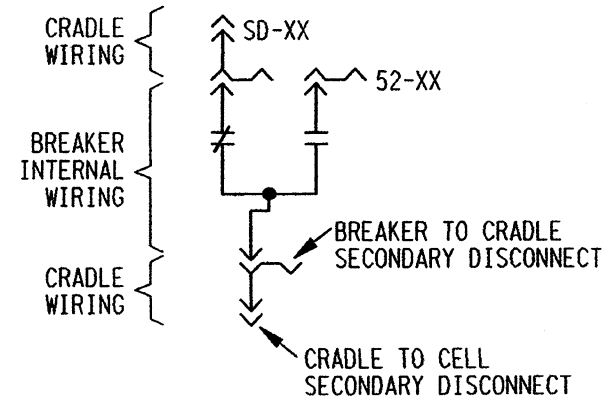 CRADLE
WIRING
SD-XX
52-XX
BREAKER
INTERNAL
WIRING
BREAKER TO CRADLE
SECONDARY DISCONNECT
CRADLE
WIRING
CRADLE TO CELL
SECONDARY DISCONNECT